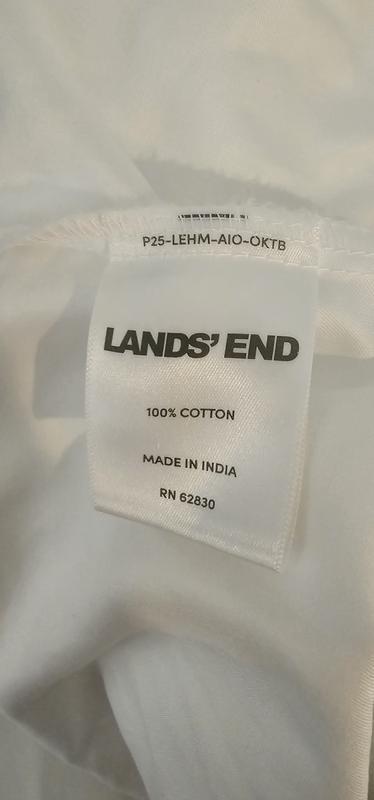 P25-LEHM-AIO-OKTB
LANDS' END
100% COTTON
MADE IN INDIA
RN 62830